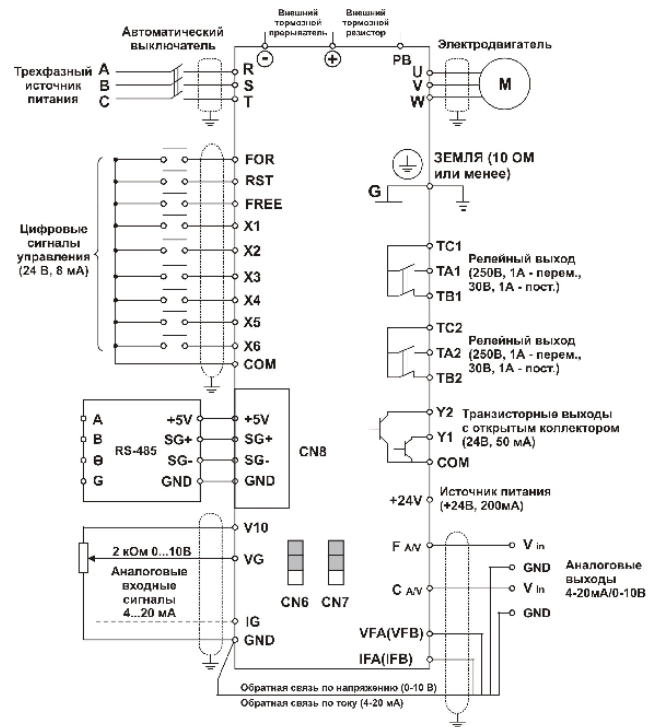 Внешний
тормозной
прерыватель
Внешний
тормозной
резистор
Автоматический
выключатель
Электродвигатель
- + PB
Трехфазный
источник
питания
A
B
C
R
S
T
U
V
W
M
ЗЕМЛЯ (10 ОМ
или менее)
G
Цифровые
сигналы
управления
(24 В, 8 мА)
FOR
RST
FREE
X1
X2
X3
X4
X5
X6
COM
TC1
TA1
TB1
Релейный выход
(250В, 1А - перем.,
30В, 1А - пост.)
TC2
TA2
TB2
Релейный выход
(250В, 1А - перем.,
30В, 1А - пост.)
A
B
Θ
G
RS-485
+5V
SG+
SG-
GND
+5V
SG+
SG-
GND
CN8
Y2
Y1
COM
Транзисторные выходы
с открытым коллектором
(24В, 50 мА)
+24V
Источник питания
(+24В, 200мА)
V10
2 кОм 0...10В
VG
Аналоговые
входные
сигналы
4...20 мА
IG
GND
CN6
CN7
F A/V
C A/V
VFA(VFB)
IFA(IFB)
V in
GND
V In
GND
Аналоговые
выходы
4-20мА/0-10В
Обратная связь по напряжению (0-10 В)
Обратная связь по току (4-20 мА)